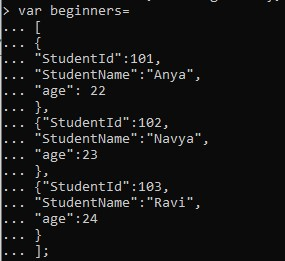 > var beginners=
... [
... {
... "StudentId":101,
... "StudentName":"Anya",
... "age": 22
... },
... {"StudentId":102,
... "StudentName":"Navya",
... "age":23
... },
... {"StudentId":103,
... "StudentName":"Ravi",
... "age":24
... }
... ];